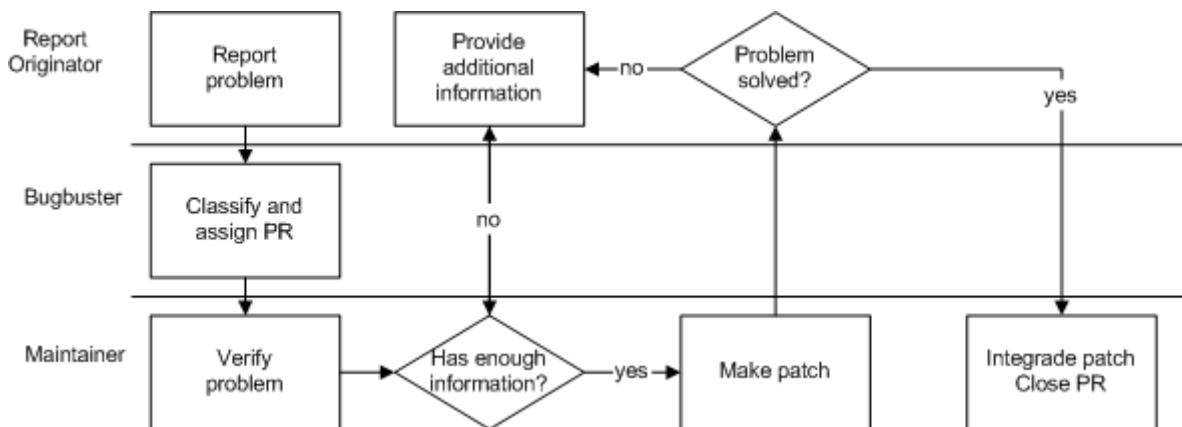 Report
Originator
Report
problem
Provide
additional
information
no
Problem
solved?
yes
Bugbuster
Classify and
assign PR
no
Maintainer
Verify
problem
Has enough
information?
yes
Make patch
Integrade patch
Close PR